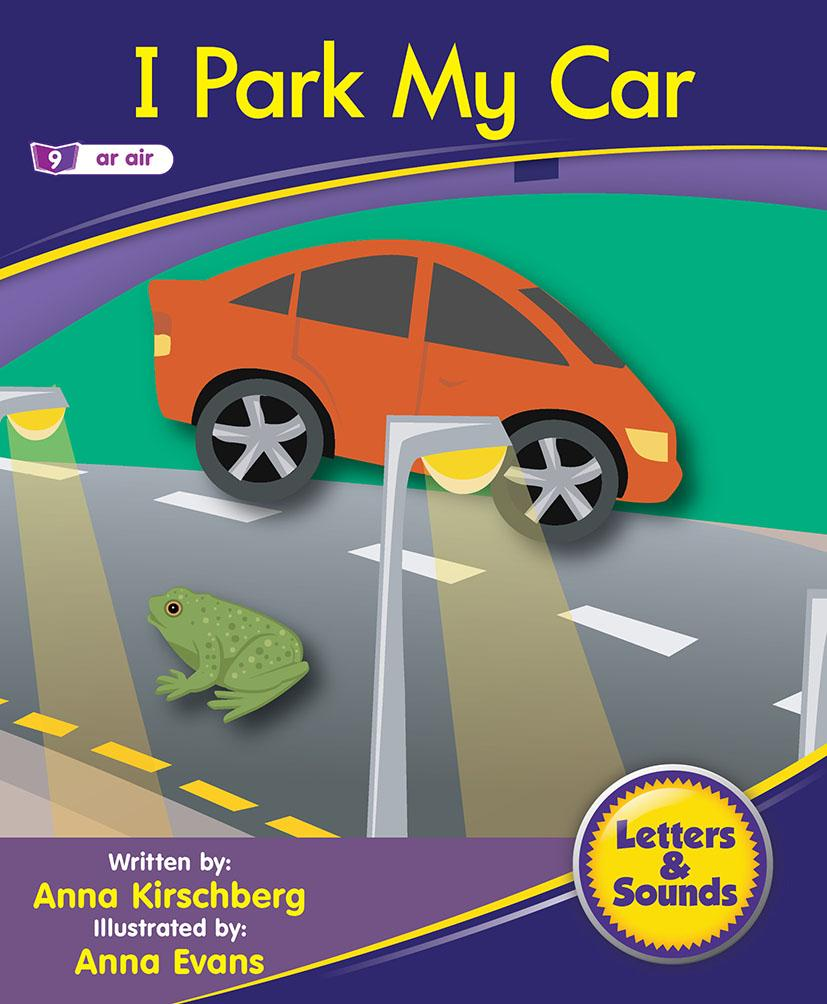 I Park My Car
9 ar air
Written by:
Anna Kirschberg
Illustrated by:
Anna Evans
Letters
&
Sounds